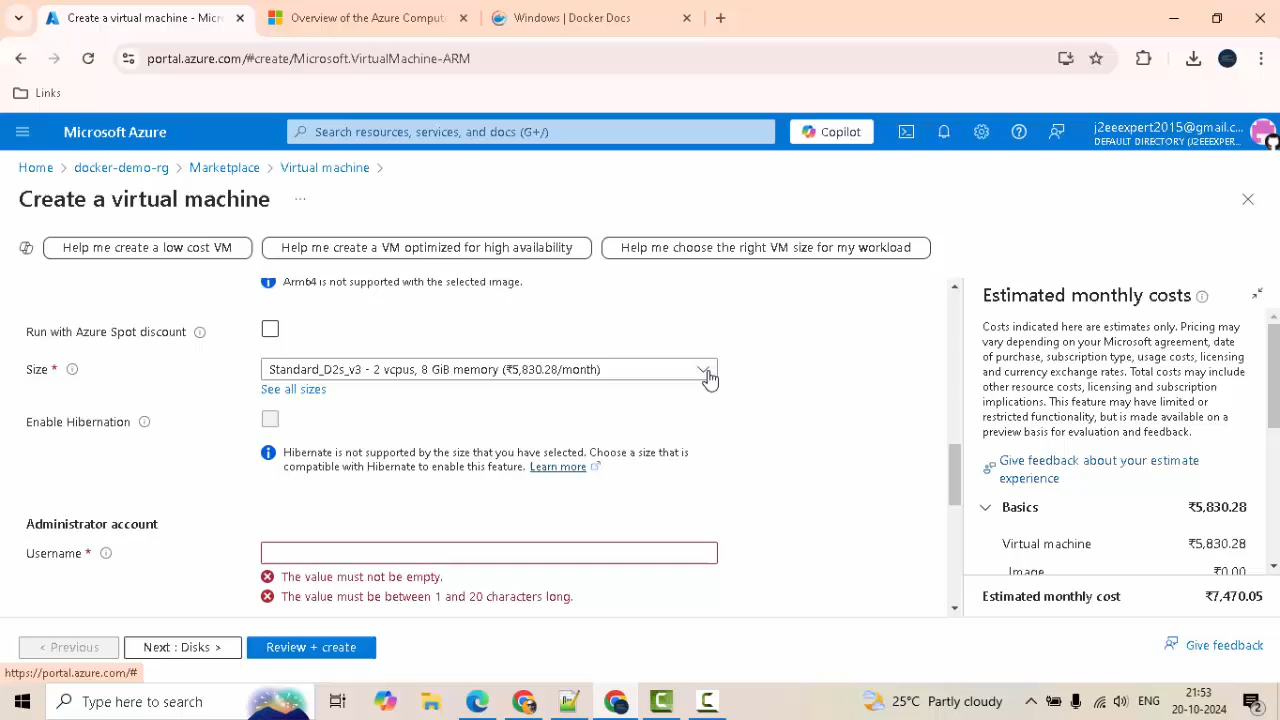 Create a virtual machine - Micr
Overview of the Azure Comput
Windows | Docker Docs
portal.azure.com/#create/Microsoft.VirtualMachine-ARM
Links
Microsoft Azure
Search resources, services, and docs (G+/)
Copilot
j2eeexpert2015@gmail.c...
DEFAULT DIRECTORY (J2EEEXPER...
Home > docker-demo-rg > Marketplace > Virtual machine >
Create a virtual machine ...
Help me create a low cost VM
Help me create a VM optimized for high availability
Help me choose the right VM size for my workload
Arm64 is not supported with the selected image.
Run with Azure Spot discount
Size *
Standard_D2s_v3 - 2 vcpus, 8 GiB memory (₹5,830.28/month)
See all sizes
Enable Hibernation
Hibernate is not supported by the size that you have selected. Choose a size that is
compatible with Hibernate to enable this feature. Learn more
Administrator account
Username *
The value must not be empty.
The value must be between 1 and 20 characters long.
Estimated monthly costs
Costs indicated here are estimates only. Pricing may
vary depending on your Microsoft agreement, date
of purchase, subscription type, usage costs, licensing
and currency exchange rates. Total costs may include
other resource costs, licensing and subscription
implications. This feature may have limited or
restricted functionality, but is made available on a
preview basis for evaluation and feedback.
Give feedback about your estimate
experience
Basics ₹5,830.28
Virtual machine ₹5,830.28
Image ₹0.00
Estimated monthly cost ₹7,470.05
< Previous
Next : Disks >
Review + create
Give feedback
https://portal.azure.com/#
Type here to search
25°C Partly cloudy
ENG
21:53
20-10-2024
2